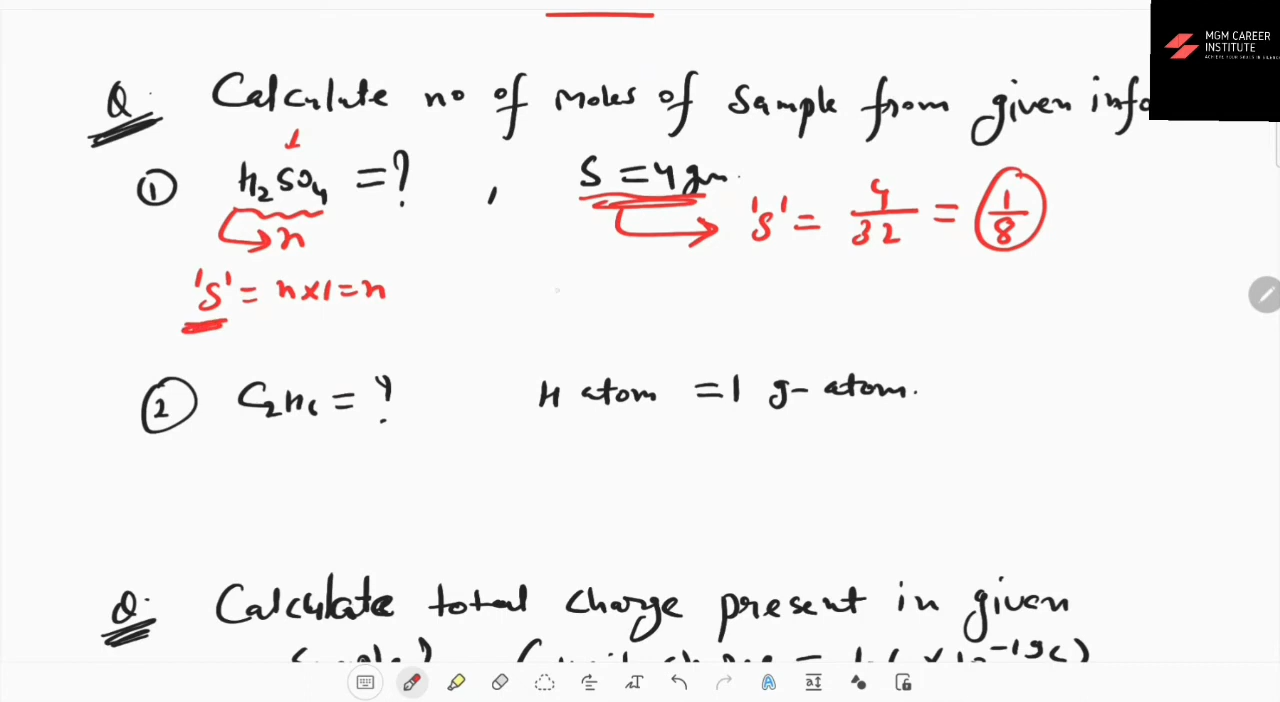 MGM CAREER
INSTITUTE
Q. Calculate no of Moles of sample from given info
① H₂SO₄ = ? , S = 4 gm.
n
'S' = 4/32 = 1/8
'S' = n×1 = n
② C₂H₆ = ? H atom = 1 g-atom.
Q. Calculate total charge present in given